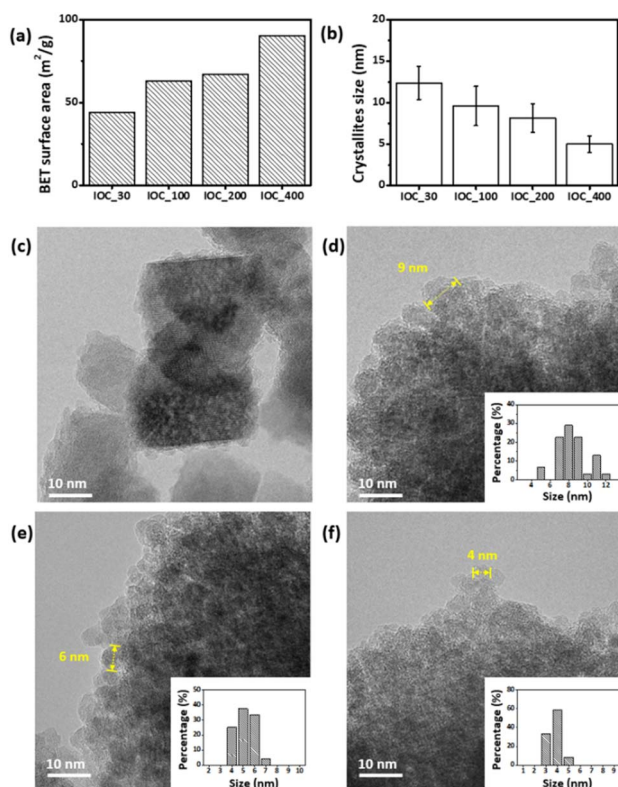 (a)
BET surface area (m²/g)
100
50
0
IOC_30 IOC_100 IOC_200 IOC_400
(b)
Crystallites size (nm)
20
15
10
5
0
IOC_30 IOC_100 IOC_200 IOC_400
(c)
10 nm
(d)
9 nm
10 nm
Percentage (%)
40
30
20
10
0
4 6 8 10 12
Size (nm)
(e)
6 nm
10 nm
Percentage (%)
50
40
30
20
10
0
2 3 4 5 6 7 8 9 10
Size (nm)
(f)
4 nm
10 nm
Percentage (%)
80
60
40
20
0
1 2 3 4 5 6 7 8 9
Size (nm)